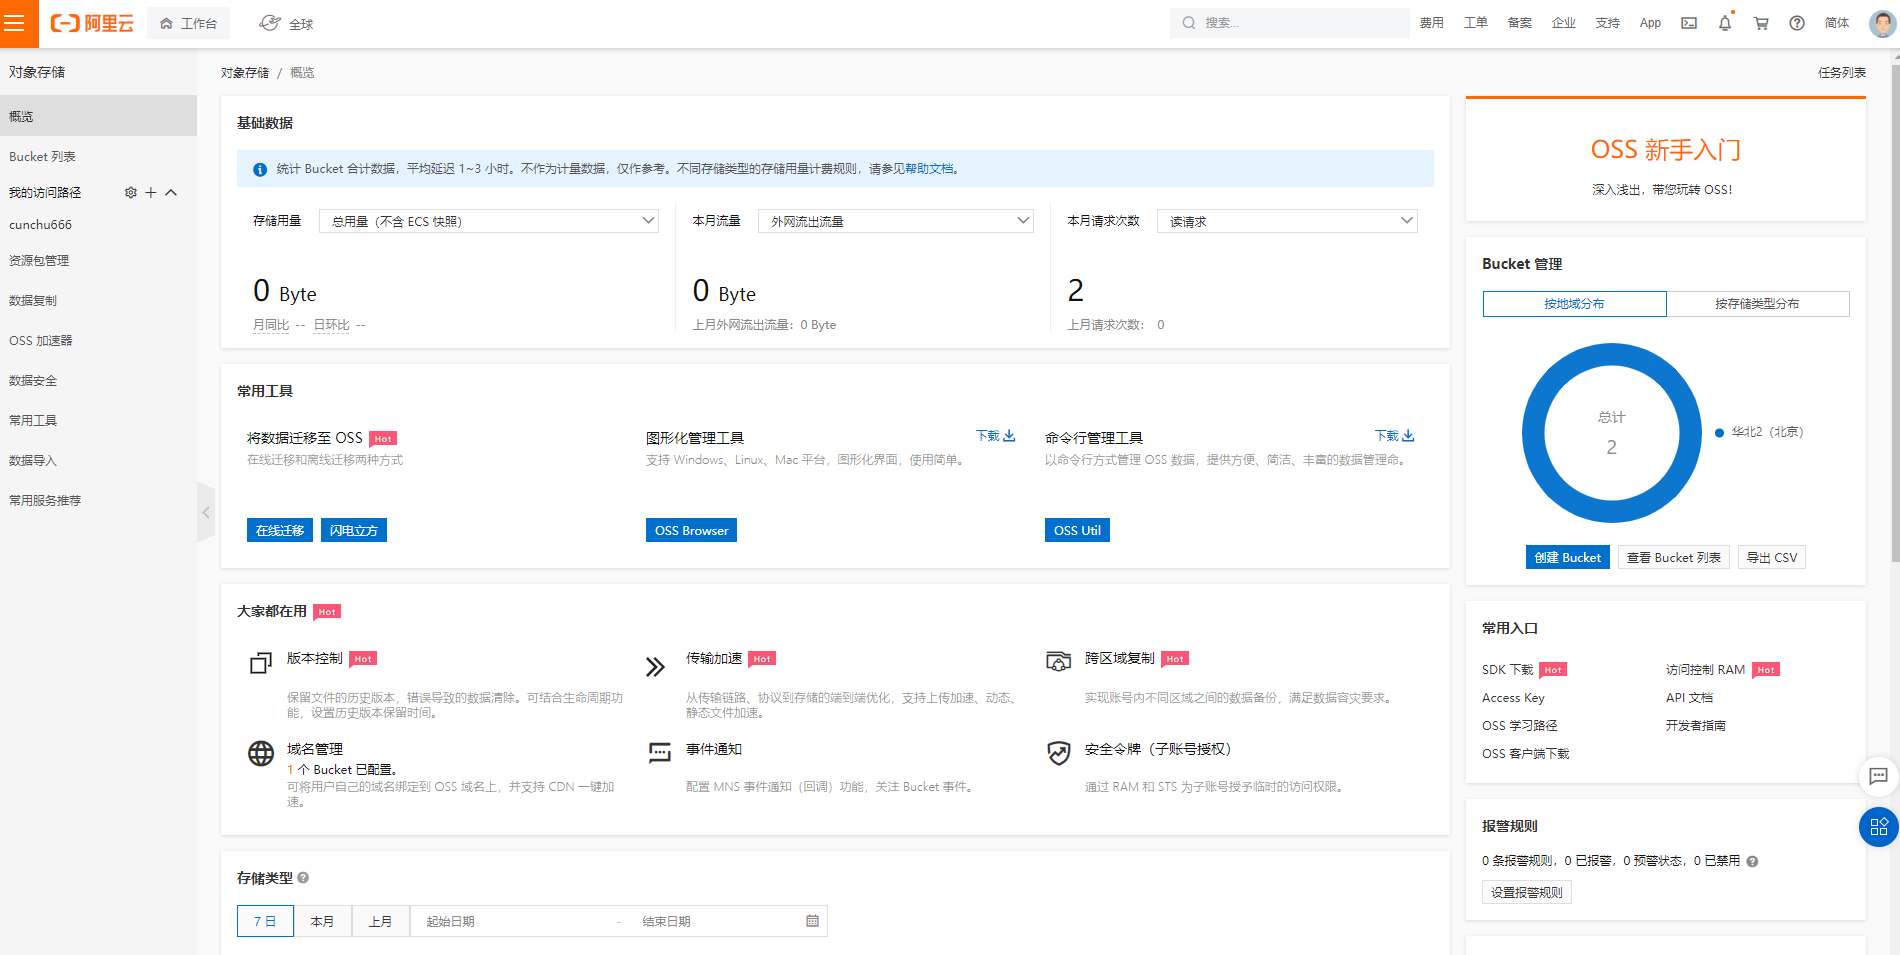 阿里云
工作台
全球
搜索...
费用
工单
备案
企业
支持
App
简体
对象存储
概览
Bucket 列表
我的访问路径
cunchu666
资源包管理
数据复制
OSS 加速器
数据安全
常用工具
数据导入
常用服务推荐
对象存储 / 概览
任务列表
基础数据
统计 Bucket 合计数据，平均延迟 1~3 小时。不作为计量数据，仅作参考。不同存储类型的存储用量计费规则，请参见帮助文档。
存储用量
总用量（不含 ECS 快照）
0 Byte
月同比 -- 日环比 --
本月流量
外网流出流量
0 Byte
上月外网流出流量：0 Byte
本月请求次数
读请求
2
上月请求次数： 0
常用工具
将数据迁移至 OSS Hot
在线迁移和离线迁移两种方式
在线迁移
闪电立方
图形化管理工具
下载
支持 Windows、Linux、Mac 平台，图形化界面，使用简单。
OSS Browser
命令行管理工具
下载
以命令行方式管理 OSS 数据，提供方便、简洁、丰富的数据管理命。
OSS Util
大家都在用 Hot
版本控制 Hot
保留文件的历史版本，错误导致的数据清除。可结合生命周期功
能，设置历史版本保留时间。
传输加速 Hot
从传输链路、协议到存储的端到端优化，支持上传加速、动态、
静态文件加速。
跨区域复制 Hot
实现账号内不同区域之间的数据备份，满足数据容灾要求。
域名管理
1 个 Bucket 已配置。
可将用户自己的域名绑定到 OSS 域名上，并支持 CDN 一键加
速。
事件通知
配置 MNS 事件通知（回调）功能，关注 Bucket 事件。
安全令牌（子账号授权）
通过 RAM 和 STS 为子账号授予临时的访问权限。
存储类型
7 日
本月
上月
起始日期 - 结束日期
OSS 新手入门
深入浅出，带您玩转 OSS！
Bucket 管理
按地域分布
按存储类型分布
总计
2
华北2（北京）
创建 Bucket
查看 Bucket 列表
导出 CSV
常用入口
SDK 下载 Hot
访问控制 RAM Hot
Access Key
API 文档
OSS 学习路径
开发者指南
OSS 客户端下载
报警规则
0 条报警规则，0 已报警，0 预警状态，0 已禁用
设置报警规则